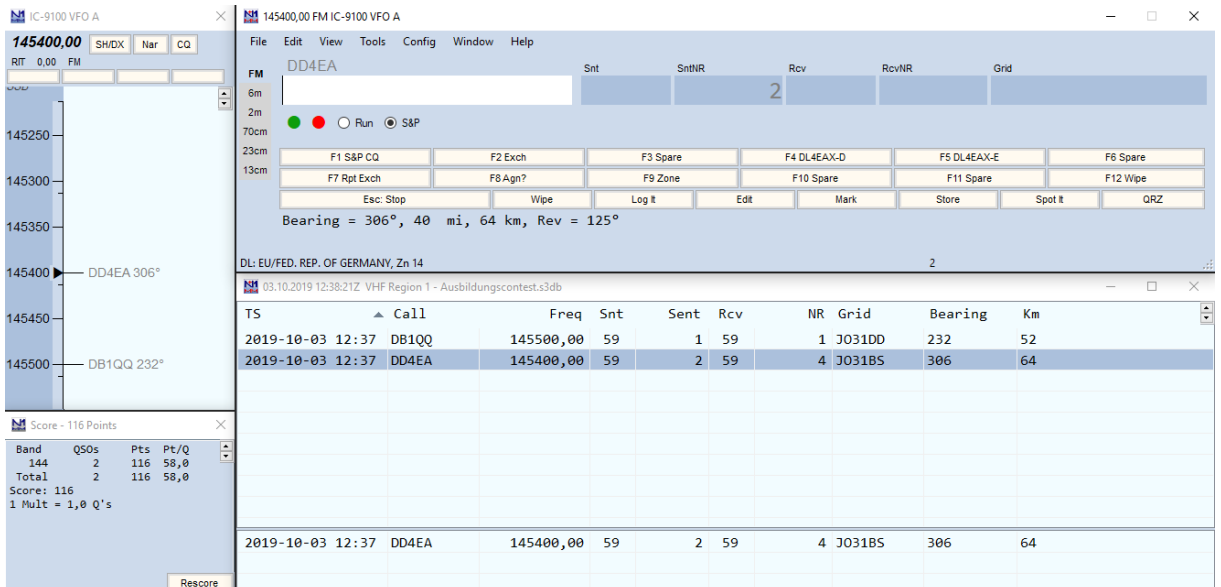 IC-9100 VFO A
145400,00 SH/DX Nar CQ
RIT 0,00 FM
145250
145300
145350
145400 DD4EA 306°
145450
145500 DB1QQ 232°
Score - 116 Points
Band QSOs Pts Pt/Q
144 2 116 58,0
Total 2 116 58,0
Score: 116
1 Mult = 1,0 Q's
Rescore
145400,00 FM IC-9100 VFO A
File Edit View Tools Config Window Help
DD4EA Snt SntNR Rcv RcvNR Grid
FM
6m 2
2m
70cm
23cm
13cm
Run S&P
F1 S&P CQ F2 Exch F3 Spare F4 DL4EAX-D F5 DL4EAX-E F6 Spare
F7 Rpt Exch F8 Agn? F9 Zone F10 Spare F11 Spare F12 Wipe
Esc: Stop Wipe Log It Edit Mark Store Spot It QRZ
Bearing = 306°, 40 mi, 64 km, Rev = 125°
DL: EU/FED. REP. OF GERMANY, Zn 14 2
03.10.2019 12:38:21Z VHF Region 1 - Ausbildungscontest.s3db
TS Call Freq Snt Sent Rcv NR Grid Bearing Km
2019-10-03 12:37 DB1QQ 145500,00 59 1 59 1 JO31DD 232 52
2019-10-03 12:37 DD4EA 145400,00 59 2 59 4 JO31BS 306 64
2019-10-03 12:37 DD4EA 145400,00 59 2 59 4 JO31BS 306 64